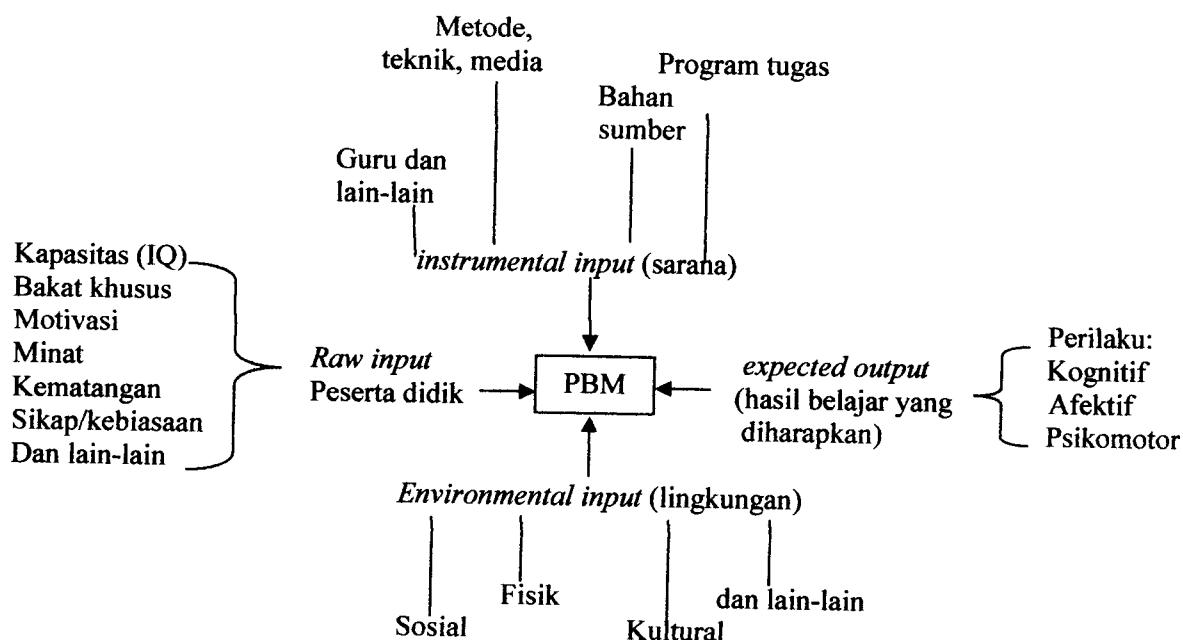 Metode,
teknik, media
Program tugas
Bahan
sumber
Guru dan
lain-lain
instrumental input (sarana)
Kapasitas (IQ)
Bakat khusus
Motivasi
Minat
Kematangan
Sikap/kebiasaan
Dan lain-lain
Raw input
Peserta didik
PBM
expected output
(hasil belajar yang
diharapkan)
Perilaku:
Kognitif
Afektif
Psikomotor
Environmental input (lingkungan)
Sosial
Fisik
Kultural
dan lain-lain